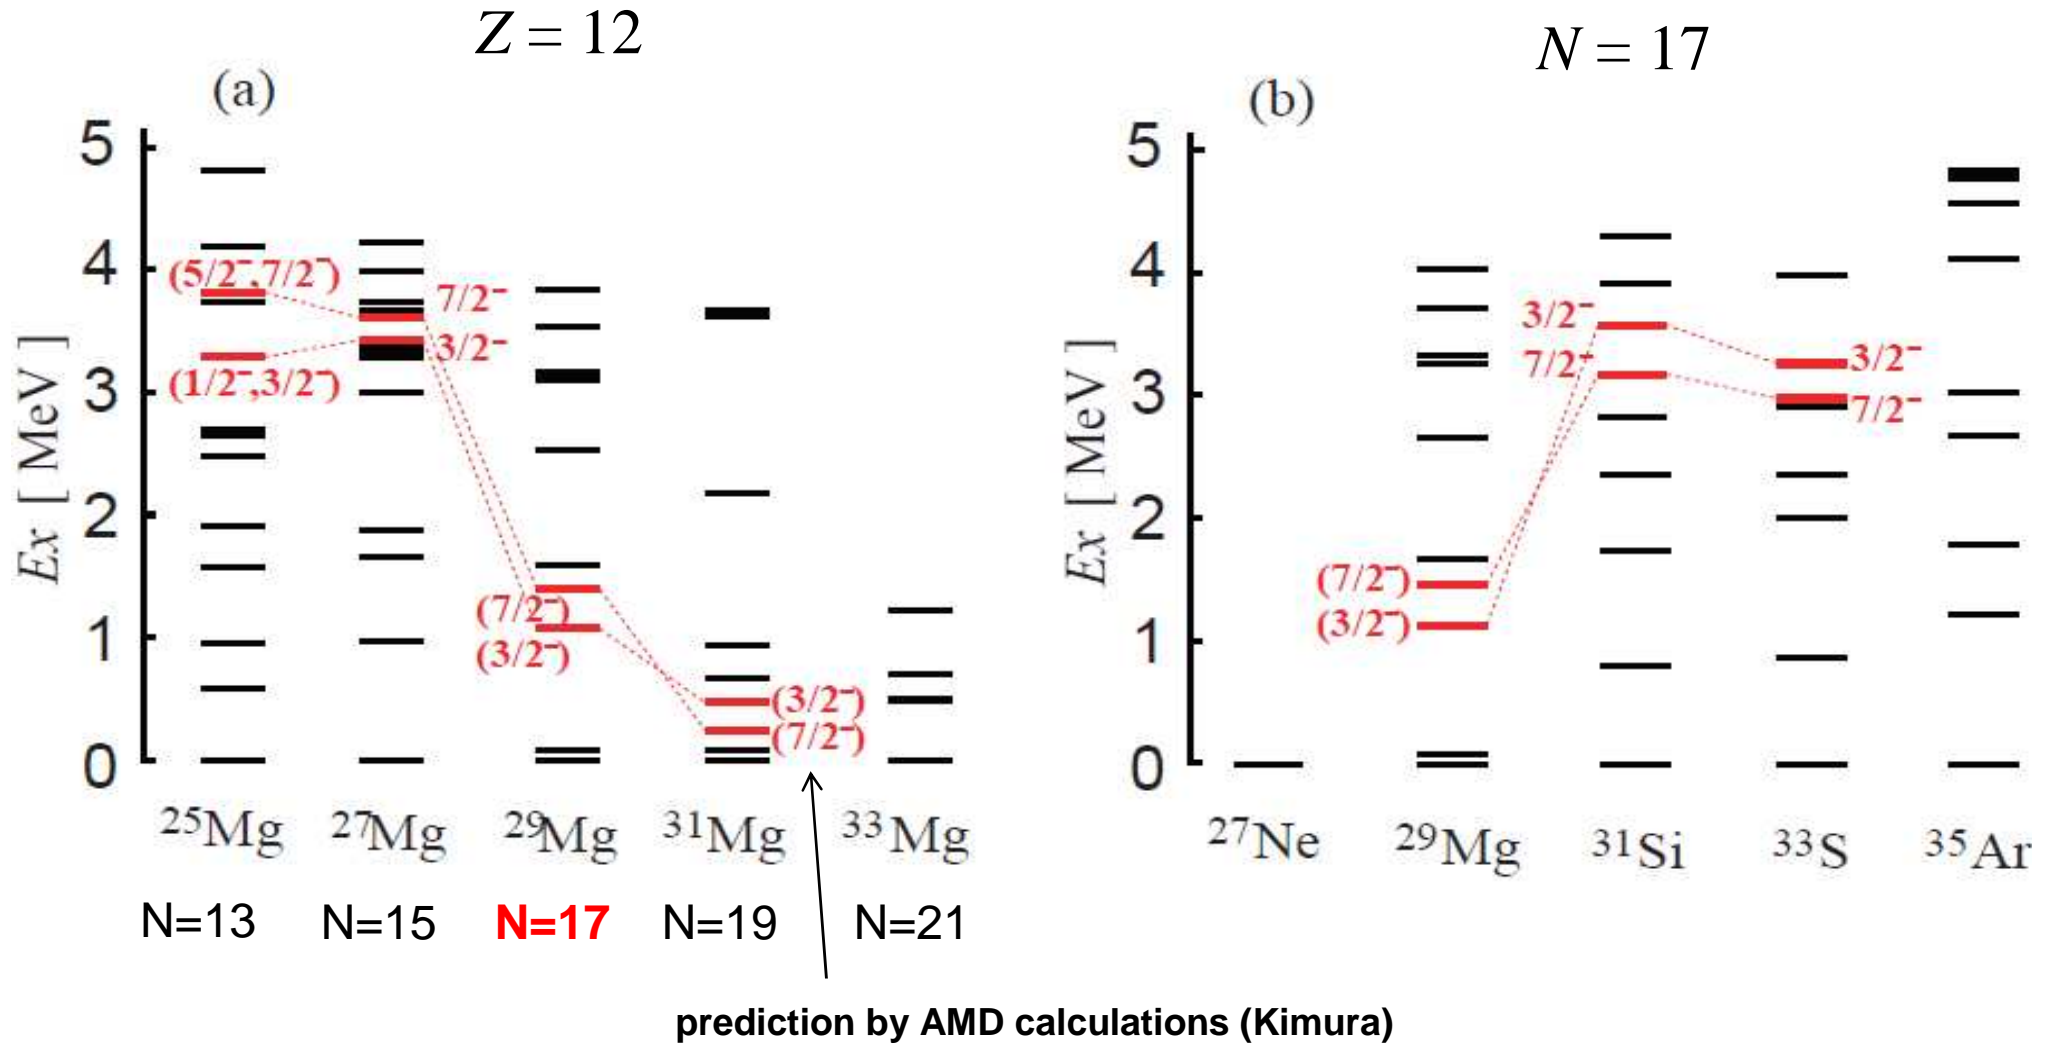 Z = 12
(a)
Ex [ MeV ]
5
4
3
2
1
0
(5/2⁻,7/2⁻)
(1/2⁻,3/2⁻)
7/2⁻
3/2⁻
(7/2⁻)
(3/2⁻)
(3/2⁻)
(7/2⁻)
²⁵Mg ²⁷Mg ²⁹Mg ³¹Mg ³³Mg
N=13 N=15 N=17 N=19 N=21
prediction by AMD calculations (Kimura)
N = 17
(b)
Ex [ MeV ]
5
4
3
2
1
0
3/2⁻
7/2⁻
3/2⁻
7/2⁻
(7/2⁻)
(3/2⁻)
²⁷Ne ²⁹Mg ³¹Si ³³S ³⁵Ar